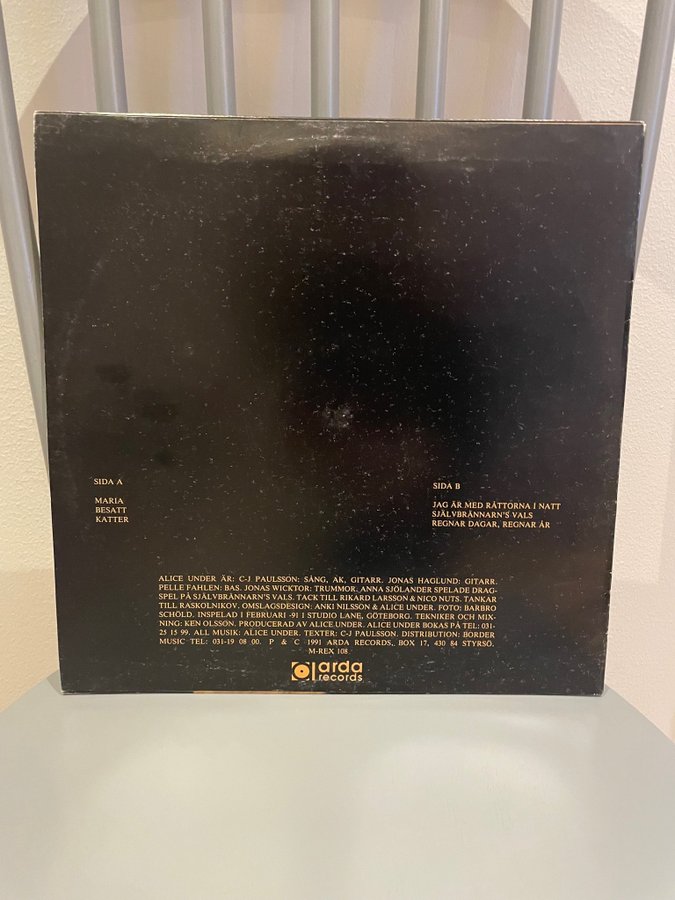 SIDA A
MARIA
BESATT
KATTER
SIDA B
JAG ÄR MED RÅTTORNA I NATT
SJÄLVBRÄNNARN'S VALS
REGNAR DAGAR, REGNAR ÅR
ALICE UNDER ÄR: C-J PAULSSON: SÅNG, AK, GITARR. JONAS HAGLUND: GITARR.
PELLE FAHLEN: BAS. JONAS WICKTOR: TRUMMOR. ANNA SJÖLANDER SPELADE DRAG-
SPEL PÅ SJÄLVBRÄNNARN'S VALS. TACK TILL RIKARD LARSSON & NICO NUTS. TANKAR
TILL RASKOLNIKOV. OMSLAGSDESIGN: ANKI NILSSON & ALICE UNDER. FOTO: BARBRO
SCHÖLD. INSPELAD I FEBRUARI -91 I STUDIO LANE, GÖTEBORG. TEKNIKER OCH MIX-
NING: KEN OLSSON. PRODUCERAD AV ALICE UNDER. ALICE UNDER BOKAS PÅ TEL: 031-
25 15 99. ALL MUSIK: ALICE UNDER. TEXTER: C-J PAULSSON. DISTRIBUTION: BORDER
MUSIC TEL: 031-19 08 00. P & C 1991 ARDA RECORDS, BOX 17, 430 84 STYRSÖ.
M-REX 108
arda
records